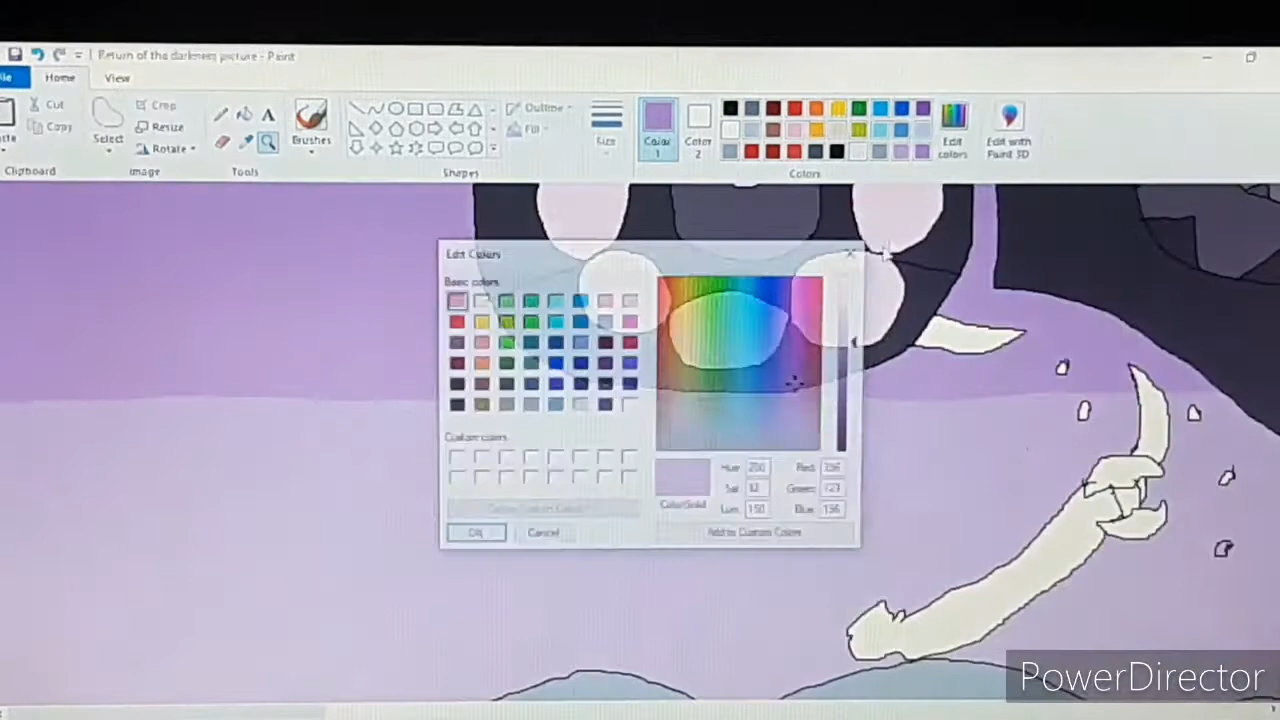 Return of the darkness picture - Paint
Home View
Cut
Copy
Clipboard
Select
Crop
Resize
Rotate
Image
Tools
Brushes
Shapes
Outline
Fill
Size
Color 1
Color 2
Colors
Edit colors
Edit with Paint 3D
Edit Colors
Basic colors
Custom colors
Color|Solid
Hue:
Sat:
Lum: 150
Red:
Green: 123
Blue:
OK
Cancel
Add to Custom Colors
PowerDirector